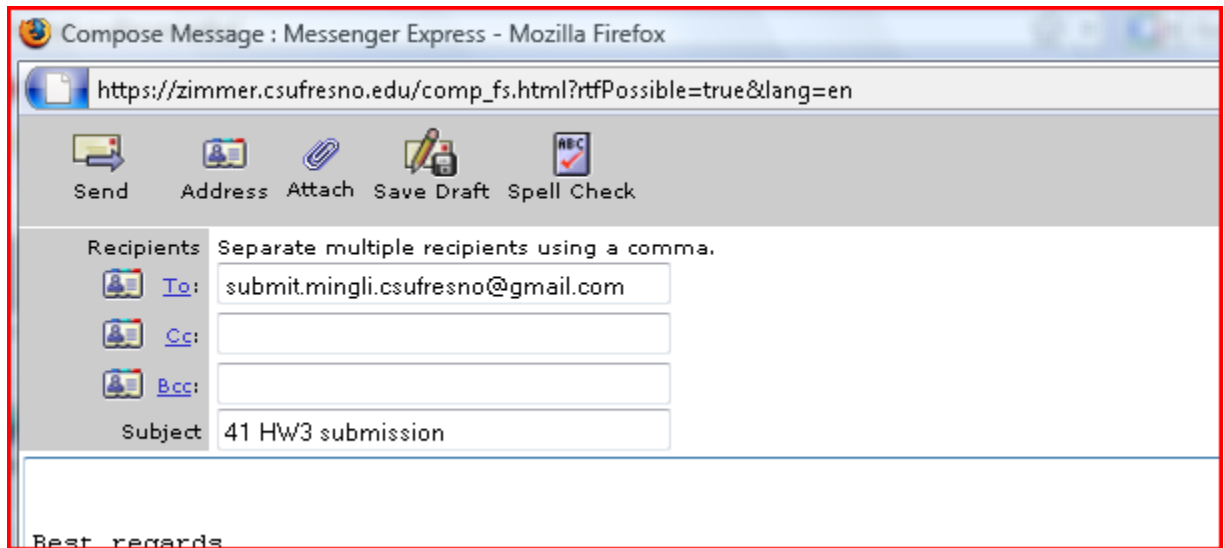 Compose Message : Messenger Express - Mozilla Firefox
https://zimmer.csufresno.edu/comp_fs.html?rtfPossible=true&lang=en
ABC
Send Address Attach Save Draft Spell Check
Recipients Separate multiple recipients using a comma.
To: submit.mingli.csufresno@gmail.com
Cc:
Bcc:
Subject 41 HW3 submission
Best regards